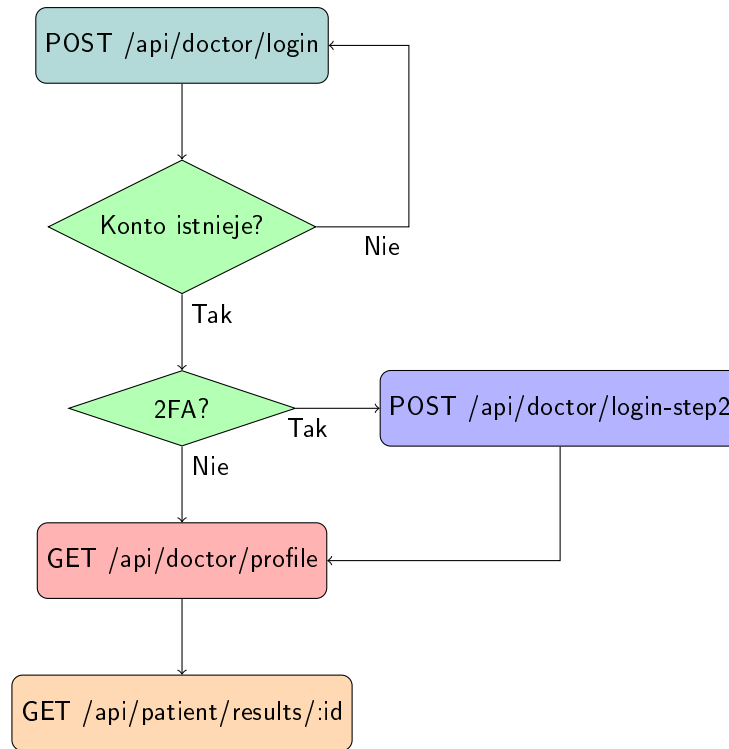 POST /api/doctor/login
Konto istnieje?
Nie
Tak
2FA?
Tak
POST /api/doctor/login-step2
Nie
GET /api/doctor/profile
GET /api/patient/results/:id